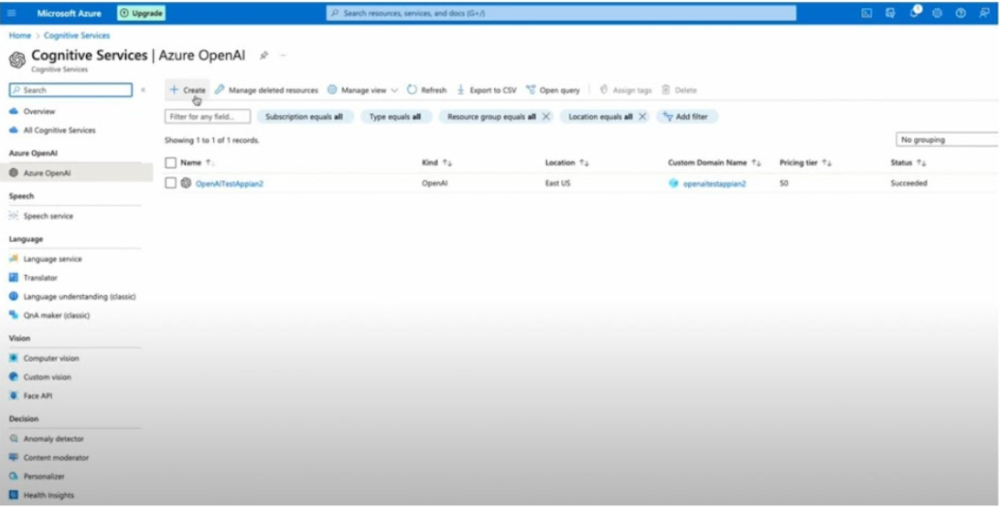 Microsoft Azure
Upgrade
Search resources, services, and docs (G+/)
Home > Cognitive Services
Cognitive Services | Azure OpenAI
Cognitive Services
Search
Create
Manage deleted resources
Manage view
Refresh
Export to CSV
Open query
Assign tags
Delete
Overview
All Cognitive Services
Azure OpenAI
Azure OpenAI
Speech
Speech service
Language
Language service
Translator
Language understanding (classic)
QnA maker (classic)
Vision
Computer vision
Custom vision
Face API
Decision
Anomaly detector
Content moderator
Personalizer
Health Insights
Filter for any field...
Subscription equals all
Type equals all
Resource group equals all
Location equals all
Add filter
Showing 1 to 1 of 1 records.
No grouping
Name Kind Location Custom Domain Name Pricing tier Status
OpenAITestAppian2 OpenAI East US openaitestappian2 S0 Succeeded